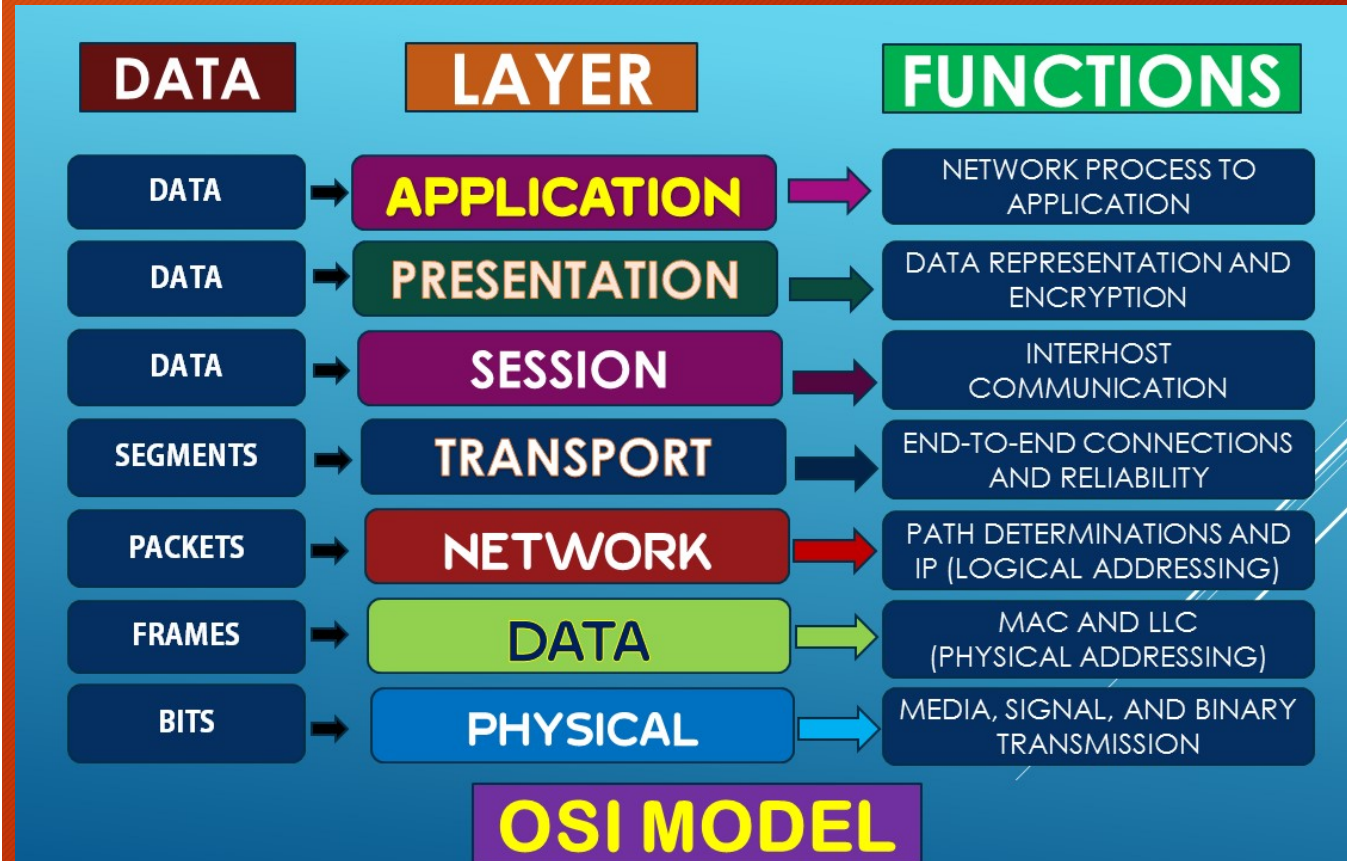 DATA
LAYER
FUNCTIONS
DATA
APPLICATION
NETWORK PROCESS TO
APPLICATION
DATA
PRESENTATION
DATA REPRESENTATION AND
ENCRYPTION
DATA
SESSION
INTERHOST
COMMUNICATION
SEGMENTS
TRANSPORT
END-TO-END CONNECTIONS
AND RELIABILITY
PACKETS
NETWORK
PATH DETERMINATIONS AND
IP (LOGICAL ADDRESSING)
FRAMES
DATA
MAC AND LLC
(PHYSICAL ADDRESSING)
BITS
PHYSICAL
MEDIA, SIGNAL, AND BINARY
TRANSMISSION
OSI MODEL